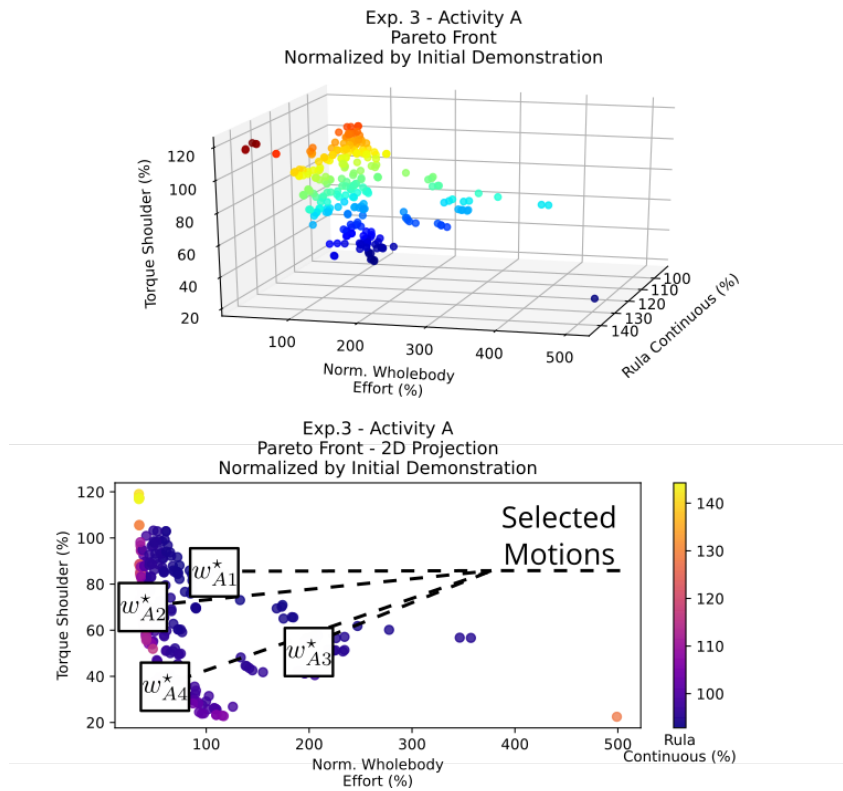 Exp. 3 - Activity A
Pareto Front
Normalized by Initial Demonstration
120
100
80
60
40
20
Torque Shoulder (%)
100
200
300
400
500
Norm. Wholebody
Effort (%)
100
110
120
130
140
Rula Continuous (%)
Exp.3 - Activity A
Pareto Front - 2D Projection
Normalized by Initial Demonstration
120
100
80
60
40
20
Torque Shoulder (%)
Selected
Motions
w*A1
w*A2
w*A3
w*A4
100
200
300
400
500
Norm. Wholebody
Effort (%)
140
130
120
110
100
Rula
Continuous (%)